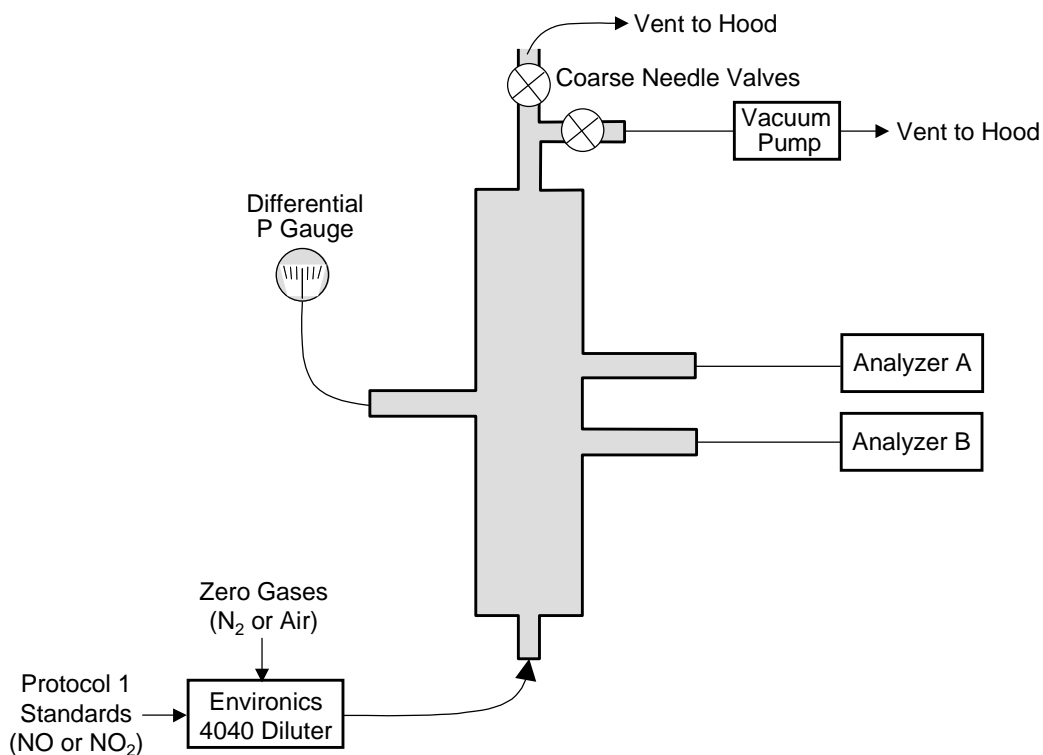 Vent to Hood
Coarse Needle Valves
Vacuum
Pump
Vent to Hood
Differential
P Gauge
Analyzer A
Analyzer B
Zero Gases
(N₂ or Air)
Protocol 1
Standards
(NO or NO₂)
Environics
4040 Diluter